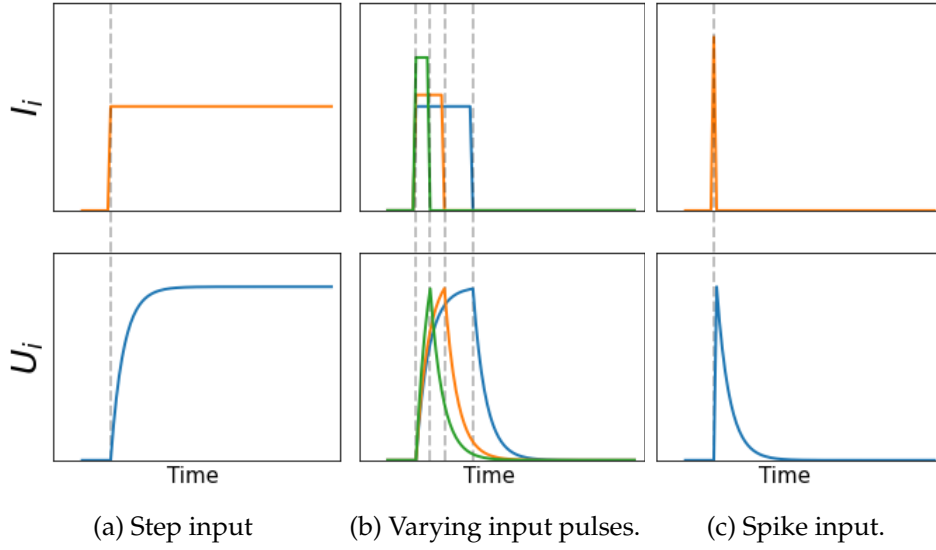 I_i
U_i
Time
Time
Time
(a) Step input
(b) Varying input pulses.
(c) Spike input.